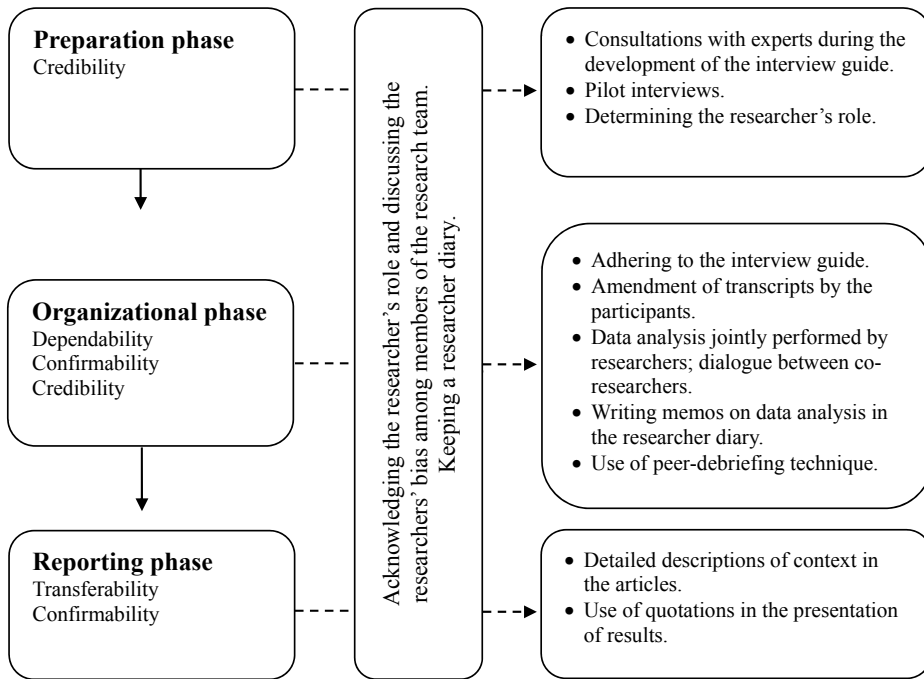 Preparation phase
Credibility
Organizational phase
Dependability
Confirmability
Credibility
Reporting phase
Transferability
Confirmability
Acknowledging the researcher’s role and discussing the
researchers’ bias among members of the research team.
Keeping a researcher diary.
• Consultations with experts during the
development of the interview guide.
• Pilot interviews.
• Determining the researcher’s role.
• Adhering to the interview guide.
• Amendment of transcripts by the
participants.
• Data analysis jointly performed by
researchers; dialogue between co-
researchers.
• Writing memos on data analysis in
the researcher diary.
• Use of peer-debriefing technique.
• Detailed descriptions of context in
the articles.
• Use of quotations in the presentation
of results.